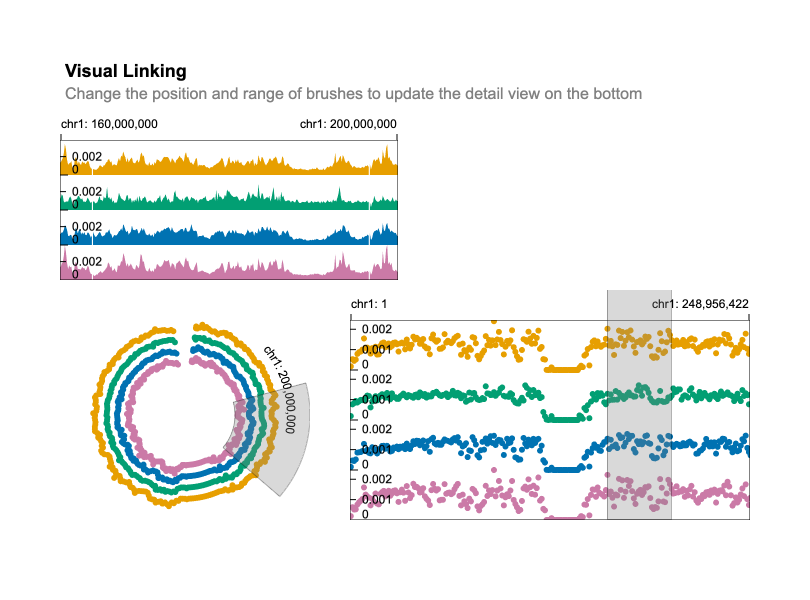 Visual Linking
Change the position and range of brushes to update the detail view on the bottom
chr1: 160,000,000
chr1: 200,000,000
0.002
0
0.002
0
0.002
0
0.002
0
chr1: 200,000,000
chr1: 1
chr1: 248,956,422
0.002
0.001
0
0.002
0.001
0
0.002
0.001
0
0.002
0.001
0